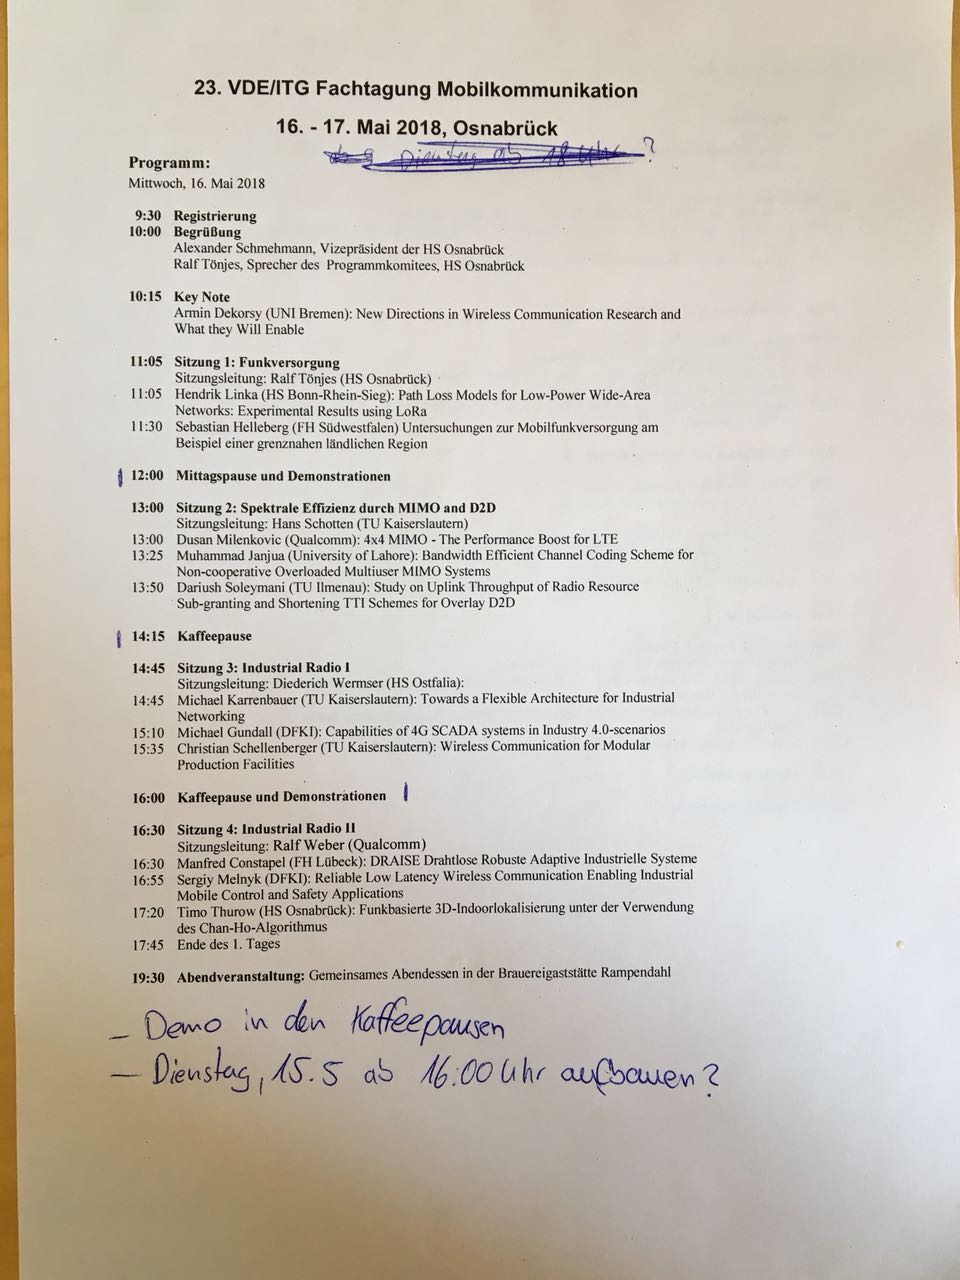 23. VDE/ITG Fachtagung Mobilkommunikation
16. - 17. Mai 2018, Osnabrück
Dienstag ab 18 Uhr ?
Programm:
Mittwoch, 16. Mai 2018
9:30 Registrierung
10:00 Begrüßung
Alexander Schmehmann, Vizepräsident der HS Osnabrück
Ralf Tönjes, Sprecher des Programmkomitees, HS Osnabrück
10:15 Key Note
Armin Dekorsy (UNI Bremen): New Directions in Wireless Communication Research and
What they Will Enable
11:05 Sitzung 1: Funkversorgung
Sitzungsleitung: Ralf Tönjes (HS Osnabrück)
11:05 Hendrik Linka (HS Bonn-Rhein-Sieg): Path Loss Models for Low-Power Wide-Area
Networks: Experimental Results using LoRa
11:30 Sebastian Helleberg (FH Südwestfalen) Untersuchungen zur Mobilfunkversorgung am
Beispiel einer grenznahen ländlichen Region
12:00 Mittagspause und Demonstrationen
13:00 Sitzung 2: Spektrale Effizienz durch MIMO and D2D
Sitzungsleitung: Hans Schotten (TU Kaiserslautern)
13:00 Dusan Milenkovic (Qualcomm): 4x4 MIMO - The Performance Boost for LTE
13:25 Muhammad Janjua (University of Lahore): Bandwidth Efficient Channel Coding Scheme for
Non-cooperative Overloaded Multiuser MIMO Systems
13:50 Dariush Soleymani (TU Ilmenau): Study on Uplink Throughput of Radio Resource
Sub-granting and Shortening TTI Schemes for Overlay D2D
14:15 Kaffeepause
14:45 Sitzung 3: Industrial Radio I
Sitzungsleitung: Diederich Wermser (HS Ostfalia):
14:45 Michael Karrenbauer (TU Kaiserslautern): Towards a Flexible Architecture for Industrial
Networking
15:10 Michael Gundall (DFKI): Capabilities of 4G SCADA systems in Industry 4.0-scenarios
15:35 Christian Schellenberger (TU Kaiserslautern): Wireless Communication for Modular
Production Facilities
16:00 Kaffeepause und Demonstrationen
16:30 Sitzung 4: Industrial Radio II
Sitzungsleitung: Ralf Weber (Qualcomm)
16:30 Manfred Constapel (FH Lübeck): DRAISE Drahtlose Robuste Adaptive Industrielle Systeme
16:55 Sergiy Melnyk (DFKI): Reliable Low Latency Wireless Communication Enabling Industrial
Mobile Control and Safety Applications
17:20 Timo Thurow (HS Osnabrück): Funkbasierte 3D-Indoorlokalisierung unter der Verwendung
des Chan-Ho-Algorithmus
17:45 Ende des 1. Tages
19:30 Abendveranstaltung: Gemeinsames Abendessen in der Brauereigaststätte Rampendahl
– Demo in den Kaffeepausen
– Dienstag, 15.5 ab 16:00 Uhr aufbauen?